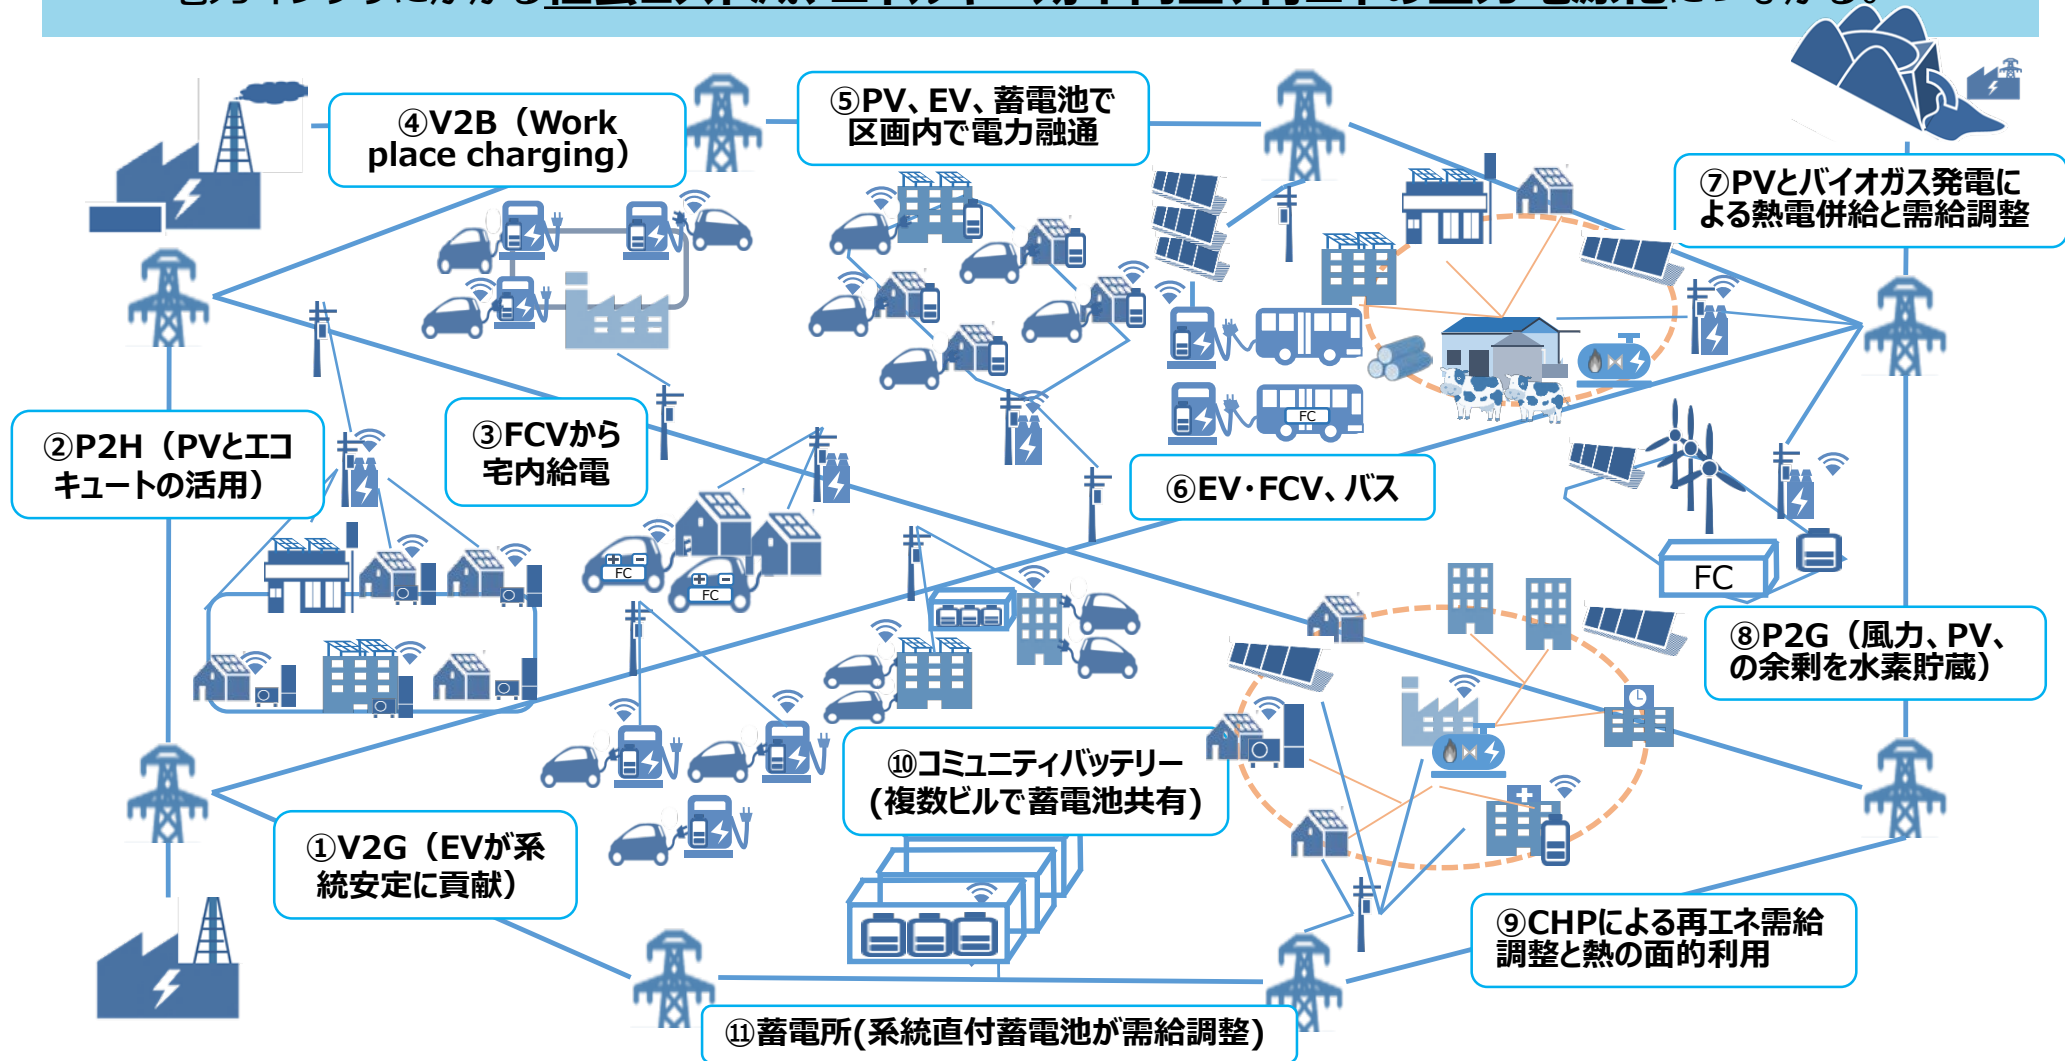 ①V2G（EVが系
統安定に貢献）
②P2H（PVとエコ
キュートの活用）
③FCVから
宅内給電
④V2B（Work
place charging）
⑤PV、EV、蓄電池で
区画内で電力融通
⑥EV・FCV、バス
⑦PVとバイオガス発電に
よる熱電併給と需給調整
⑧P2G（風力、PV、
の余剰を水素貯蔵）
⑨CHPによる再エネ需給
調整と熱の面的利用
⑩コミュニティバッテリー
(複数ビルで蓄電池共有)
⑪蓄電所(系統直付蓄電池が需給調整)
FC
FC
FC
FC